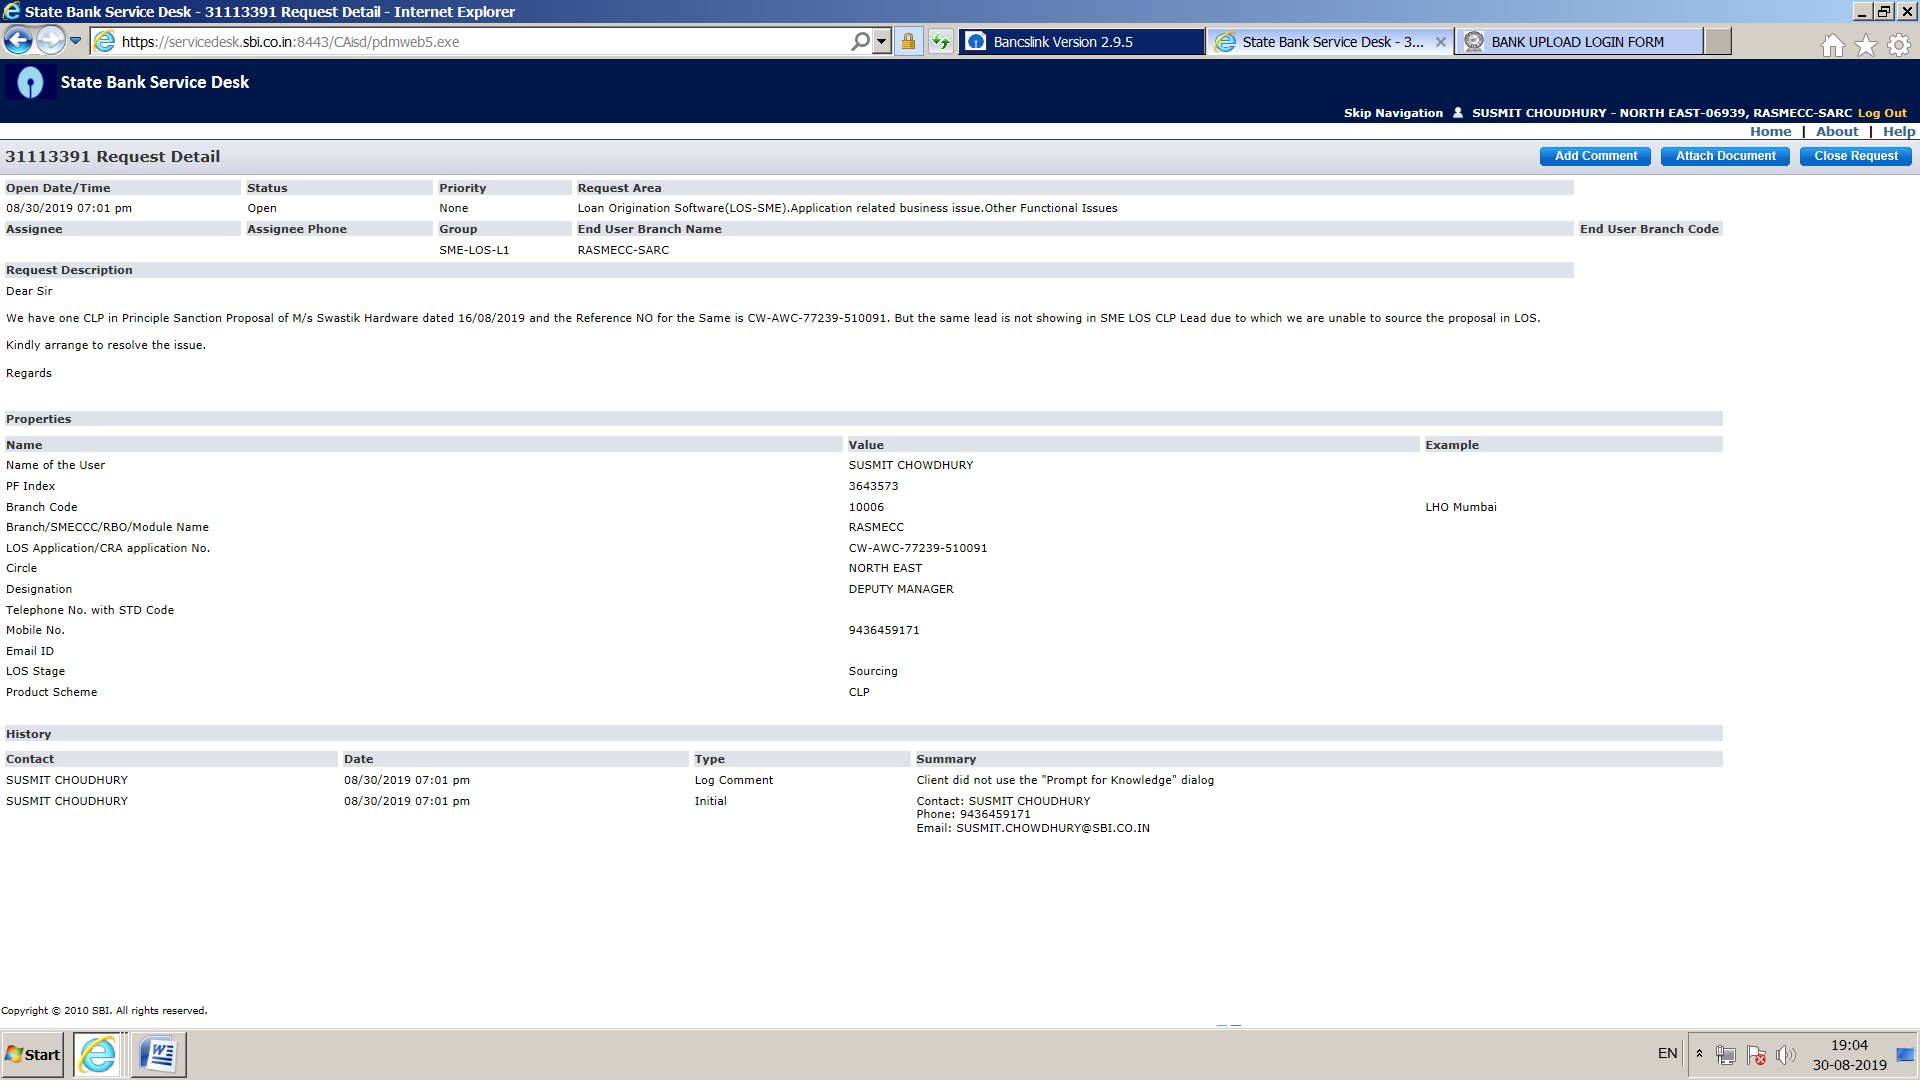 State Bank Service Desk - 31113391 Request Detail - Internet Explorer
https://servicedesk.sbi.co.in:8443/CAisd/pdmweb5.exe
Bancslink Version 2.9.5
State Bank Service Desk - 3...
BANK UPLOAD LOGIN FORM
State Bank Service Desk
Skip Navigation SUSMIT CHOUDHURY - NORTH EAST-06939, RASMECC-SARC Log Out
Home | About | Help
31113391 Request Detail
Add Comment Attach Document Close Request
Open Date/Time Status Priority Request Area
08/30/2019 07:01 pm Open None Loan Origination Software(LOS-SME).Application related business issue.Other Functional Issues
Assignee Assignee Phone Group End User Branch Name End User Branch Code
SME-LOS-L1 RASMECC-SARC
Request Description
Dear Sir
We have one CLP in Principle Sanction Proposal of M/s Swastik Hardware dated 16/08/2019 and the Reference NO for the Same is CW-AWC-77239-510091. But the same lead is not showing in SME LOS CLP Lead due to which we are unable to source the proposal in LOS.
Kindly arrange to resolve the issue.
Regards
Properties
Name Value Example
Name of the User SUSMIT CHOWDHURY
PF Index 3643573
Branch Code 10006 LHO Mumbai
Branch/SMECCC/RBO/Module Name RASMECC
LOS Application/CRA application No. CW-AWC-77239-510091
Circle NORTH EAST
Designation DEPUTY MANAGER
Telephone No. with STD Code
Mobile No. 9436459171
Email ID
LOS Stage Sourcing
Product Scheme CLP
History
Contact Date Type Summary
SUSMIT CHOUDHURY 08/30/2019 07:01 pm Log Comment Client did not use the "Prompt for Knowledge" dialog
SUSMIT CHOUDHURY 08/30/2019 07:01 pm Initial Contact: SUSMIT CHOUDHURY
Phone: 9436459171
Email: SUSMIT.CHOWDHURY@SBI.CO.IN
Copyright © 2010 SBI. All rights reserved.
Start
EN
19:04
30-08-2019